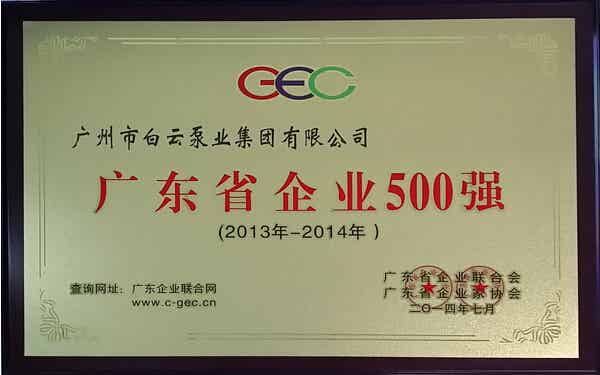 GEC
广州市白云泵业集团有限公司
广东省企业500强
(2013年-2014年)
查询网址：广东企业联合网
www.c-gec.cn
广东省企业联合会
广东省企业家协会
二〇一四年七月